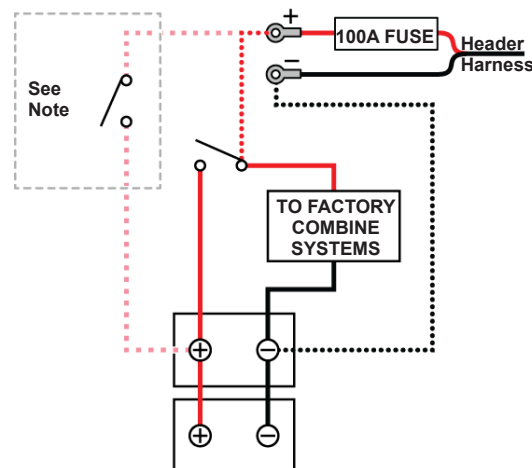 +
100A FUSE
Header
Harness
−
See
Note
TO FACTORY
COMBINE
SYSTEMS
+ −
+ −